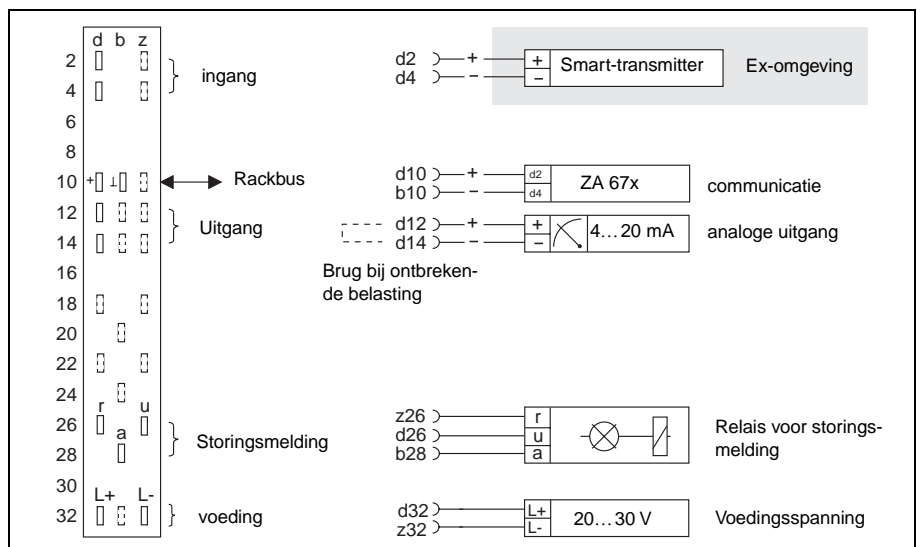 d b z
2
4
ingang
6
8
10 + ⊥
Rackbus
12
14
Uitgang
16
18
20
22
24
r u
26
a
28
Storingsmelding
30
L+ L-
32
voeding
d2 + + Smart-transmitter Ex-omgeving
d4 – –
d10 + d2 ZA 67x communicatie
b10 – d4
d12 + + 4…20 mA analoge uitgang
d14 – –
Brug bij ontbreken-
de belasting
z26 r
d26 u
b28 a
Relais voor storings-
melding
d32 L+ 20…30 V Voedingsspanning
z32 L-